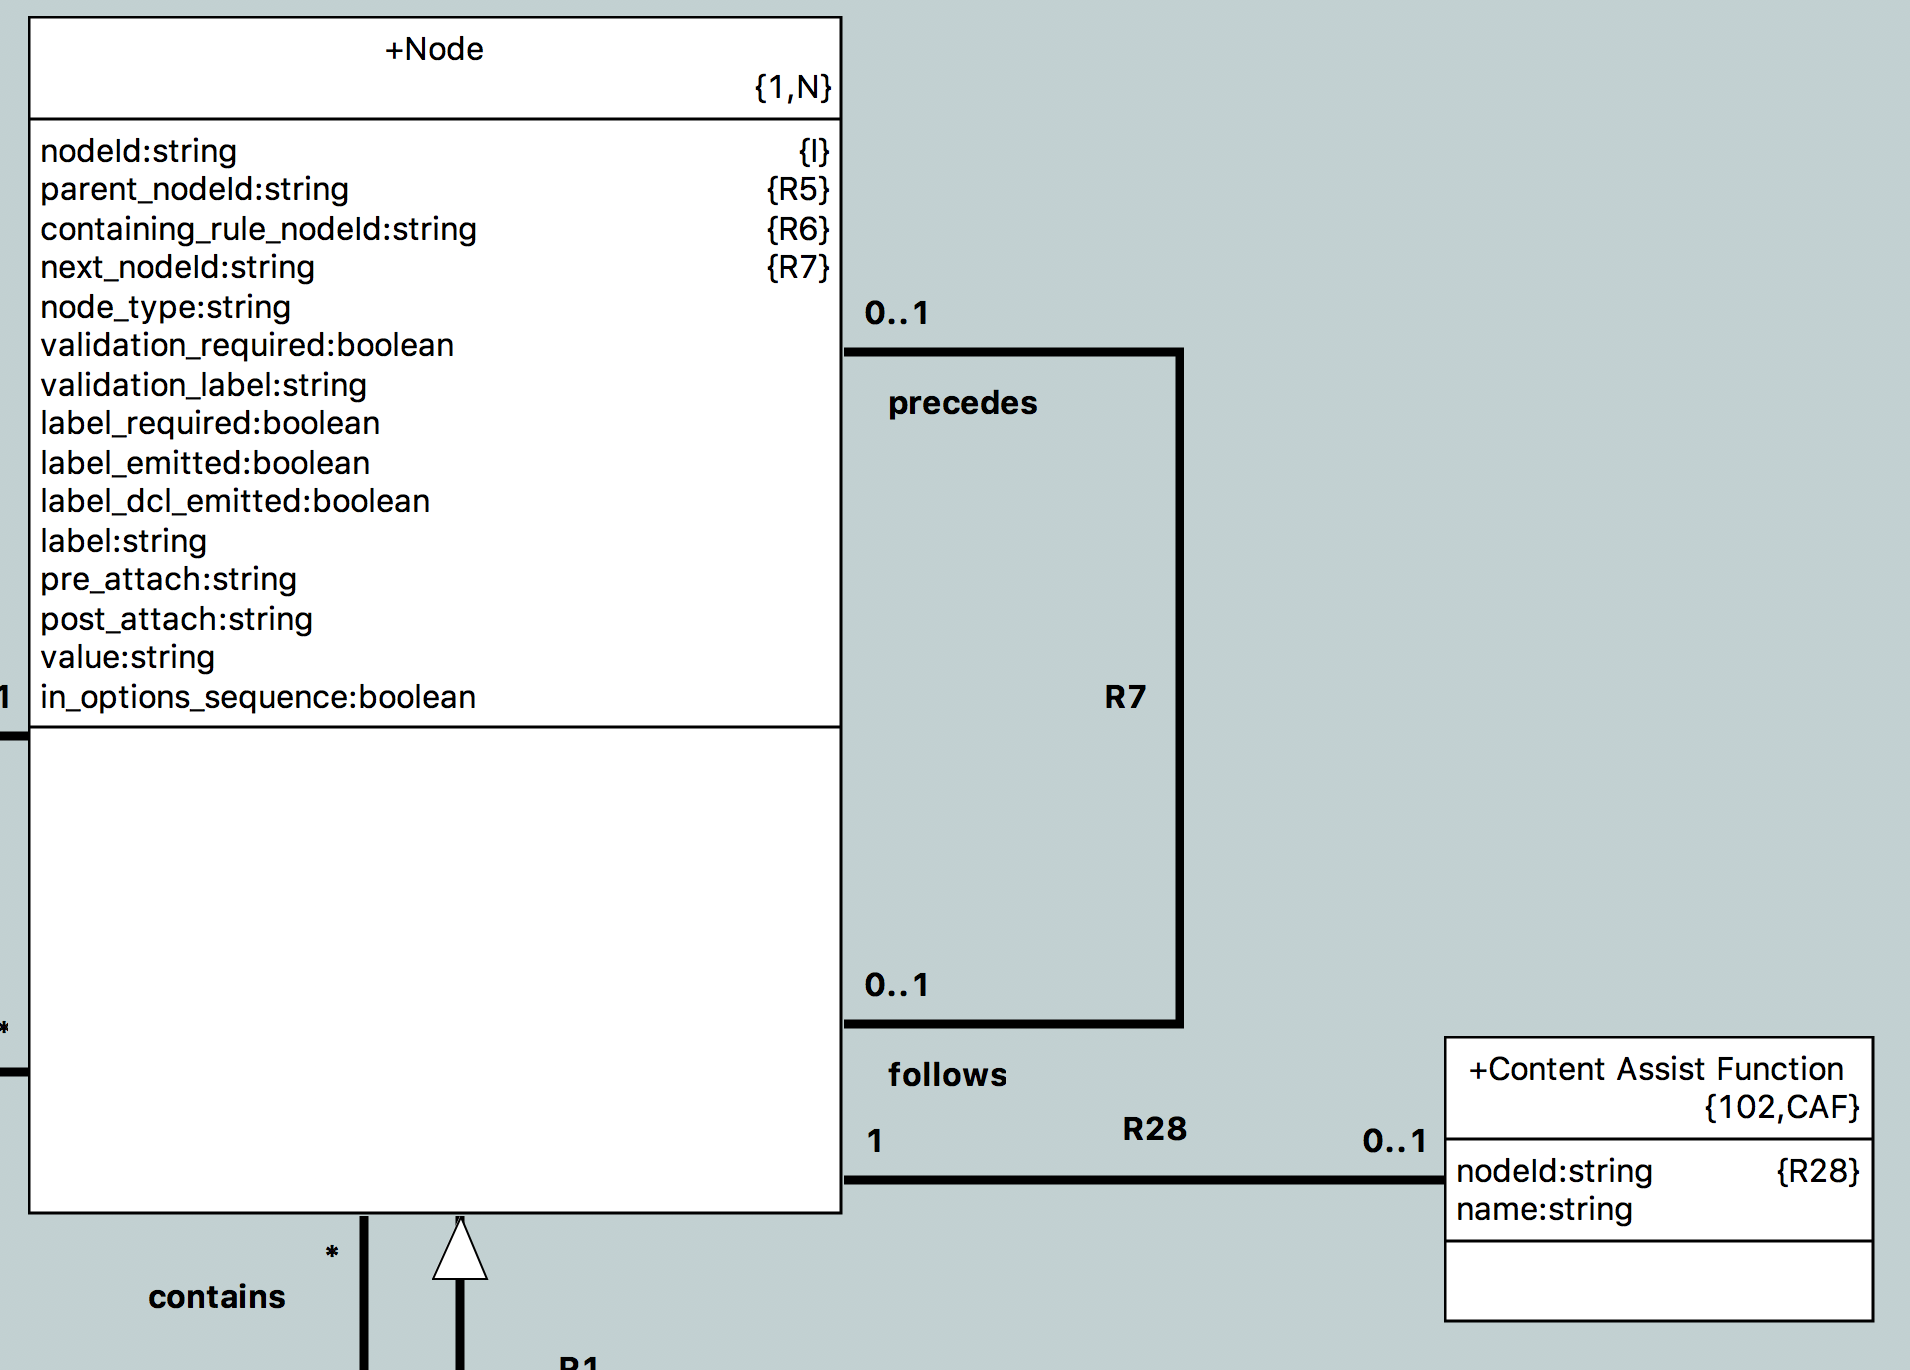 +Node
{1,N}
nodeId:string {I}
parent_nodeId:string {R5}
containing_rule_nodeId:string {R6}
next_nodeId:string {R7}
node_type:string
validation_required:boolean
validation_label:string
label_required:boolean
label_emitted:boolean
label_dcl_emitted:boolean
label:string
pre_attach:string
post_attach:string
value:string
in_options_sequence:boolean
1
*
0..1
precedes
R7
0..1
follows
1 R28 0..1
+Content Assist Function
{102,CAF}
nodeId:string {R28}
name:string
*
contains
R1